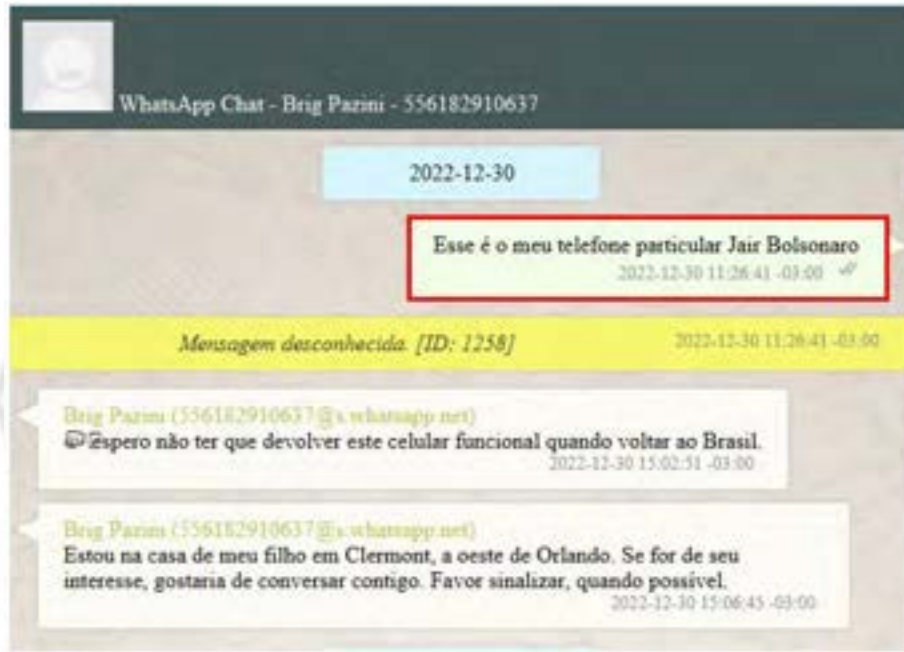 WhatsApp Chat - Brig Pazini - 556182910637
2022-12-30
Esse é o meu telefone particular Jair Bolsonaro
2022-12-30 11:26:41 -03:00
Mensagem desconhecida. [ID: 1258]
2022-12-30 11:26:41 -03:00
Brig Pazini (556182910637@s.whatsapp.net)
Espero não ter que devolver este celular funcional quando voltar ao Brasil.
2022-12-30 15:02:51 -03:00
Brig Pazini (556182910637@s.whatsapp.net)
Estou na casa de meu filho em Clermont, a oeste de Orlando. Se for de seu
interesse, gostaria de conversar contigo. Favor sinalizar, quando possível.
2022-12-30 15:06:45 -03:00